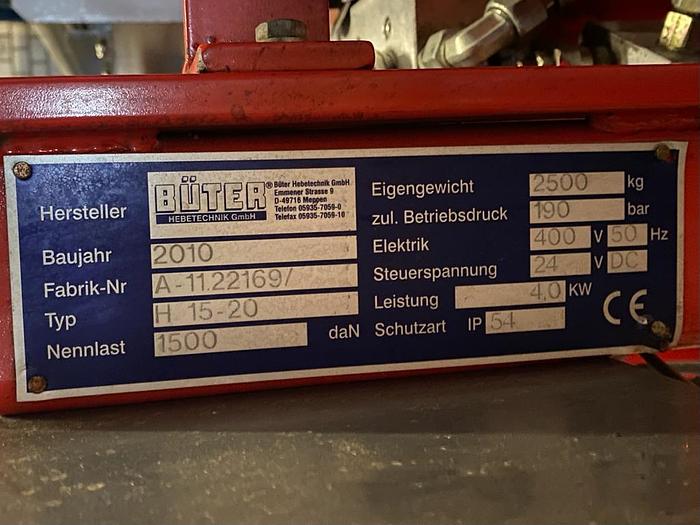 Hersteller
BÜTER®
HEBETECHNIK GmbH
Büter Hebetechnik GmbH
Emmener Strasse 9
D-49716 Meppen
Telefon 05935-7059-0
Telefax 05935-7059-10
Baujahr 2010
Fabrik-Nr A-11.22169/
Typ H 15-20
Nennlast 1500 daN
Eigengewicht 2500 kg
zul. Betriebsdruck 190 bar
Elektrik 400 V 50 Hz
Steuerspannung 24 V DC
Leistung 4,0 KW
Schutzart IP 54
CE